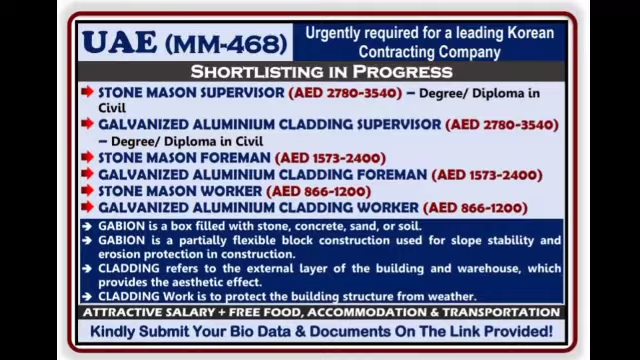 UAE (MM-468)
Urgently required for a leading Korean
Contracting Company
SHORTLISTING IN PROGRESS
STONE MASON SUPERVISOR (AED 2780-3540) – Degree/ Diploma in
Civil
GALVANIZED ALUMINIUM CLADDING SUPERVISOR (AED 2780-3540)
– Degree/ Diploma in Civil
STONE MASON FOREMAN (AED 1573-2400)
GALVANIZED ALUMINIUM CLADDING FOREMAN (AED 1573-2400)
STONE MASON WORKER (AED 866-1200)
GALVANIZED ALUMINIUM CLADDING WORKER (AED 866-1200)
GABION is a box filled with stone, concrete, sand, or soil.
GABION is a partially flexible block construction used for slope stability and
erosion protection in construction.
CLADDING refers to the external layer of the building and warehouse, which
provides the aesthetic effect.
CLADDING Work is to protect the building structure from weather.
ATTRACTIVE SALARY + FREE FOOD, ACCOMMODATION & TRANSPORTATION
Kindly Submit Your Bio Data & Documents On The Link Provided!